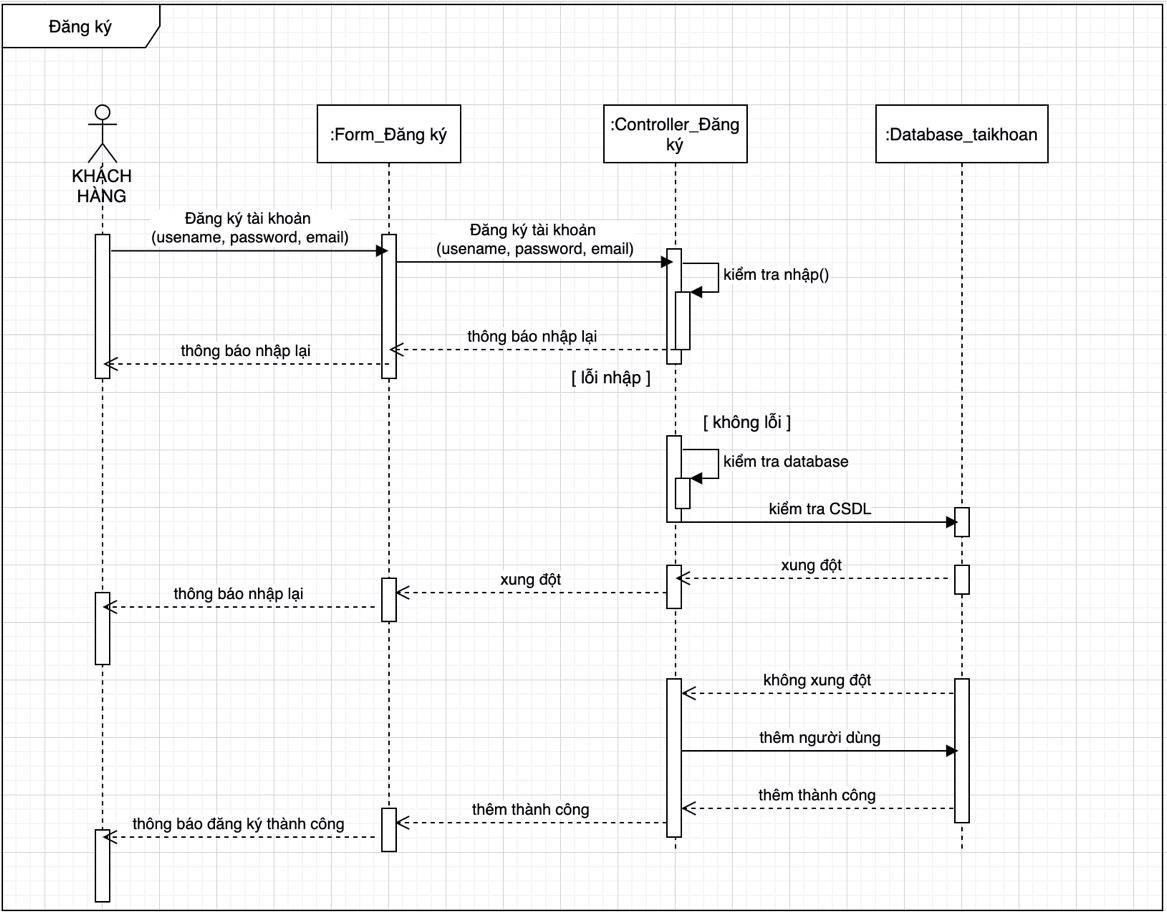 Đăng ký
KHÁCH
HÀNG
:Form_Đăng ký
:Controller_Đăng
ký
:Database_taikhoan
Đăng ký tài khoản
(usename, password, email)
Đăng ký tài khoản
(usename, password, email)
kiểm tra nhập()
thông báo nhập lại
thông báo nhập lại
[ lỗi nhập ]
[ không lỗi ]
kiểm tra database
kiểm tra CSDL
xung đột
xung đột
thông báo nhập lại
không xung đột
thêm người dùng
thêm thành công
thêm thành công
thông báo đăng ký thành công